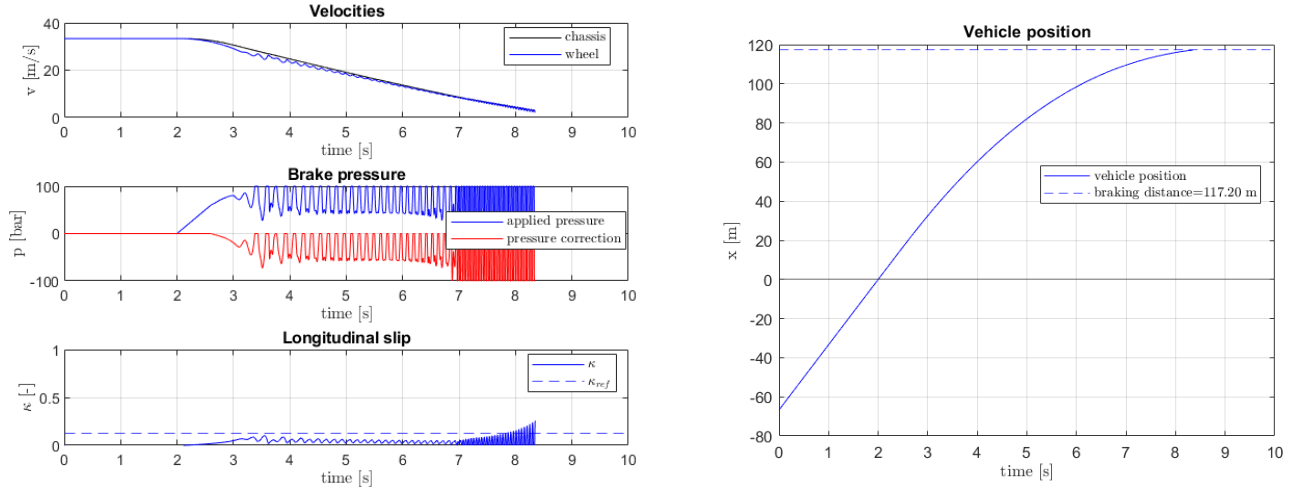 Velocities
40
20
0
v [m/s]
chassis
wheel
0 1 2 3 4 5 6 7 8 9 10
time [s]
Brake pressure
100
0
-100
p [bar]
applied pressure
pressure correction
0 1 2 3 4 5 6 7 8 9 10
time [s]
Longitudinal slip
1
0.5
0
κ [-]
κ
κref
0 1 2 3 4 5 6 7 8 9 10
time [s]
Vehicle position
120
100
80
60
40
20
0
-20
-40
-60
-80
x [m]
vehicle position
braking distance=117.20 m
0 1 2 3 4 5 6 7 8 9 10
time [s]